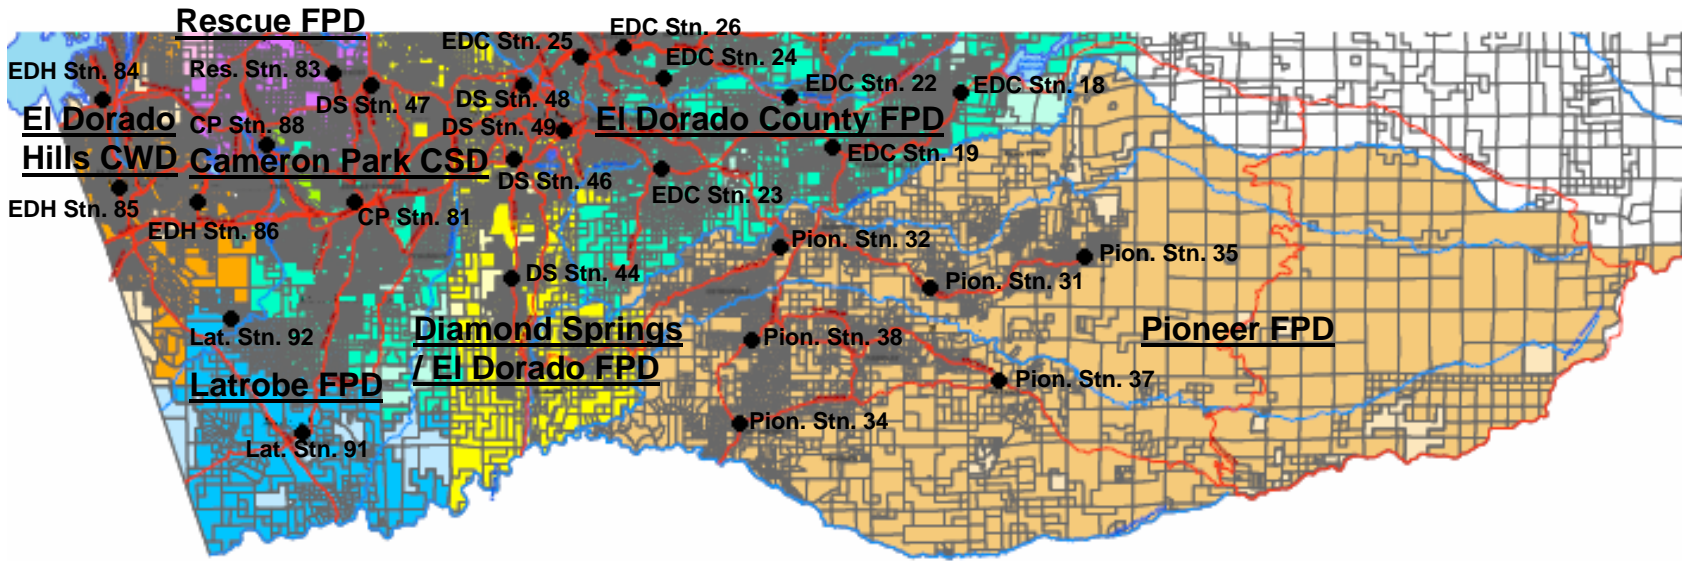 Rescue FPD
EDC Stn. 26
EDC Stn. 25
EDC Stn. 24
EDH Stn. 84
Res. Stn. 83
EDC Stn. 22
EDC Stn. 18
DS Stn. 47
DS Stn. 48
El Dorado
Hills CWD
CP Stn. 88
DS Stn. 49
El Dorado County FPD
Cameron Park CSD
EDC Stn. 19
DS Stn. 46
EDC Stn. 23
EDH Stn. 85
EDH Stn. 86
CP Stn. 81
Pion. Stn. 32
Pion. Stn. 35
DS Stn. 44
Pion. Stn. 31
Lat. Stn. 92
Diamond Springs
/ El Dorado FPD
Pion. Stn. 38
Pioneer FPD
Latrobe FPD
Pion. Stn. 37
Pion. Stn. 34
Lat. Stn. 91